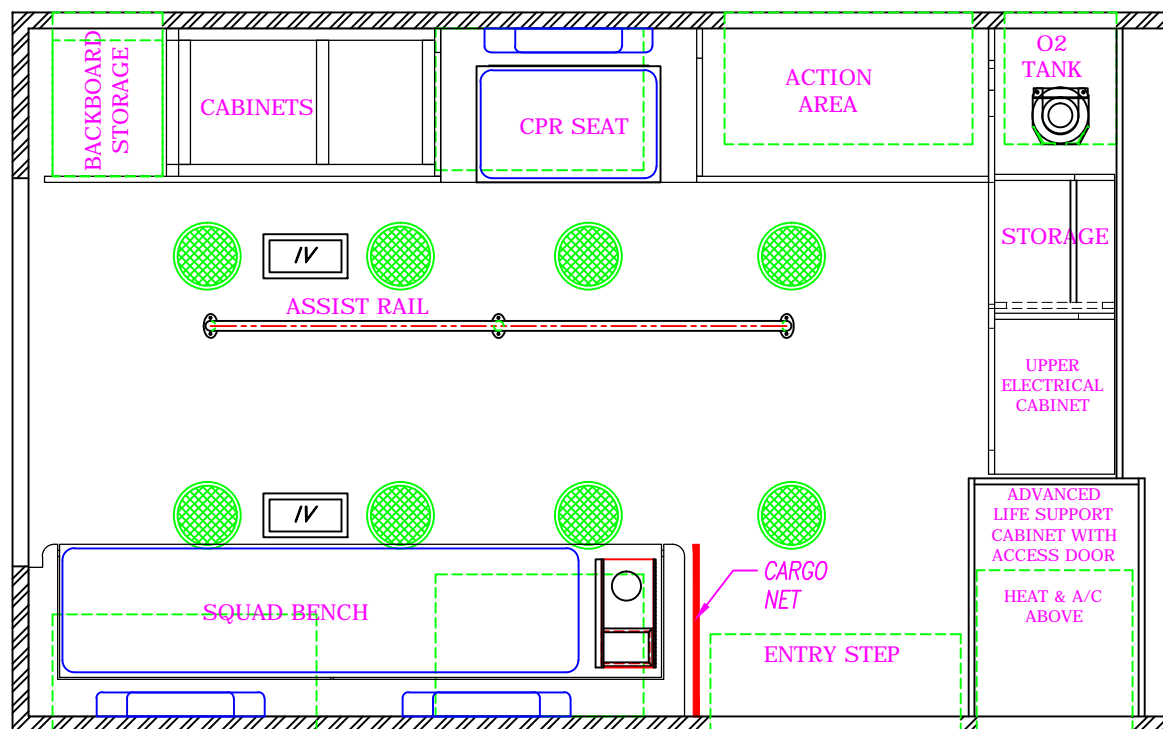 BACKBOARD
STORAGE
CABINETS
CPR SEAT
ACTION
AREA
O2
TANK
STORAGE
IV
ASSIST RAIL
UPPER
ELECTRICAL
CABINET
IV
ADVANCED
LIFE SUPPORT
CABINET WITH
ACCESS DOOR
HEAT & A/C
ABOVE
CARGO
NET
SQUAD BENCH
ENTRY STEP